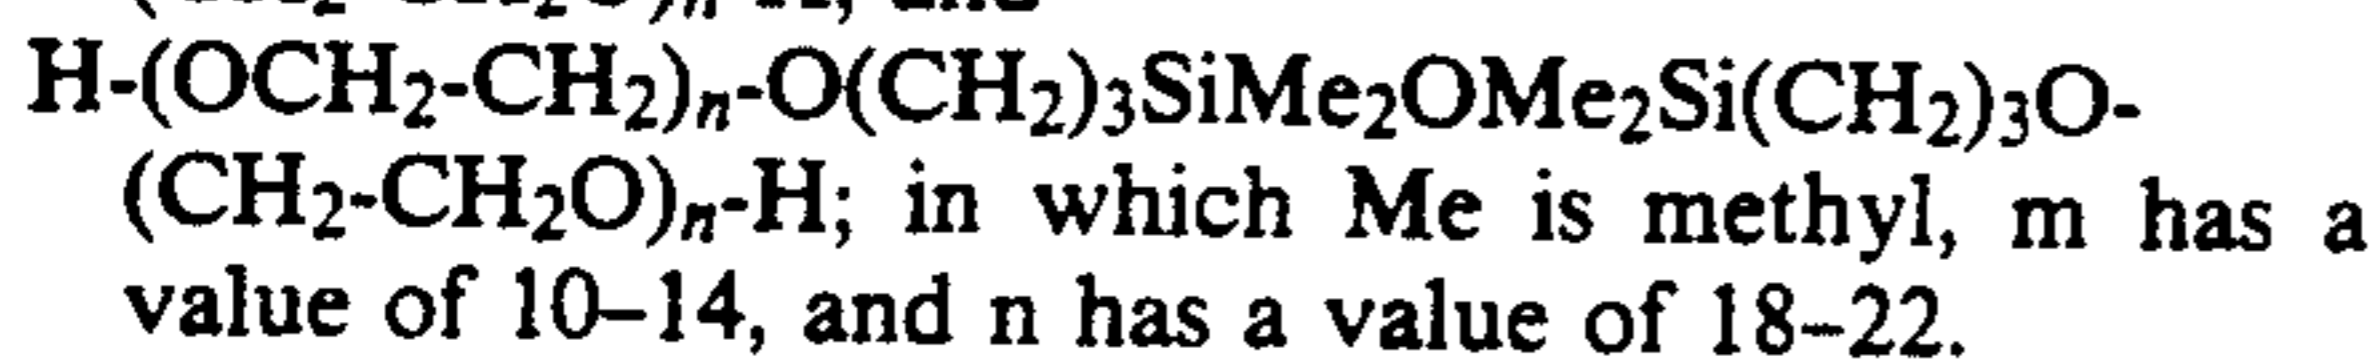 H-(OCH₂-CH₂)ₙ-O(CH₂)₃SiMe₂OMe₂Si(CH₂)₃O-
(CH₂-CH₂O)ₙ-H; in which Me is methyl, m has a
value of 10–14, and n has a value of 18–22.